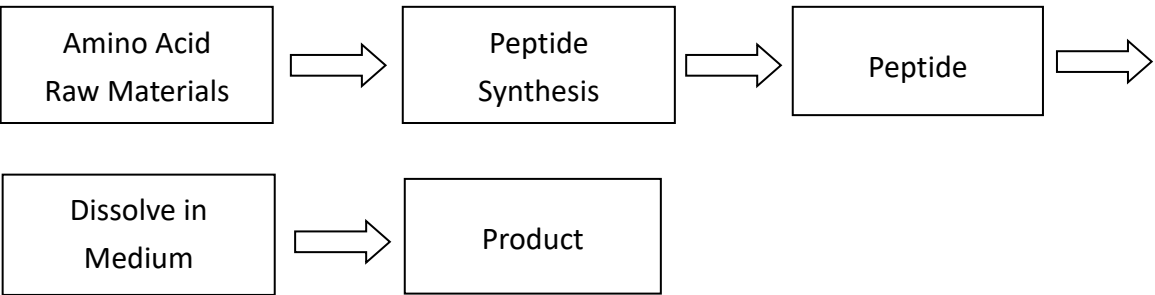 Amino Acid
Raw Materials
Peptide
Synthesis
Peptide
Dissolve in
Medium
Product